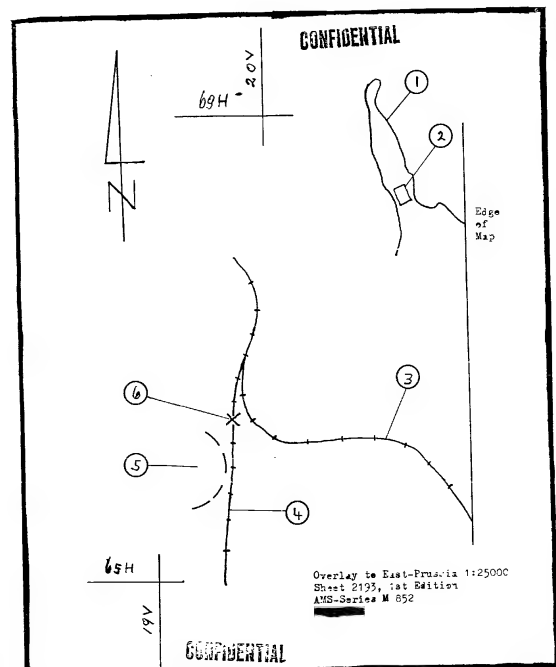 CONFIDENTIAL
20V
69H
1
2
Edge
of
Map
N
3
6
5
4
65H
19V
Overlay to East-Prussia 1:25000
Sheet 2193, 1st Edition
AMS-Series M 852
CONFIDENTIAL